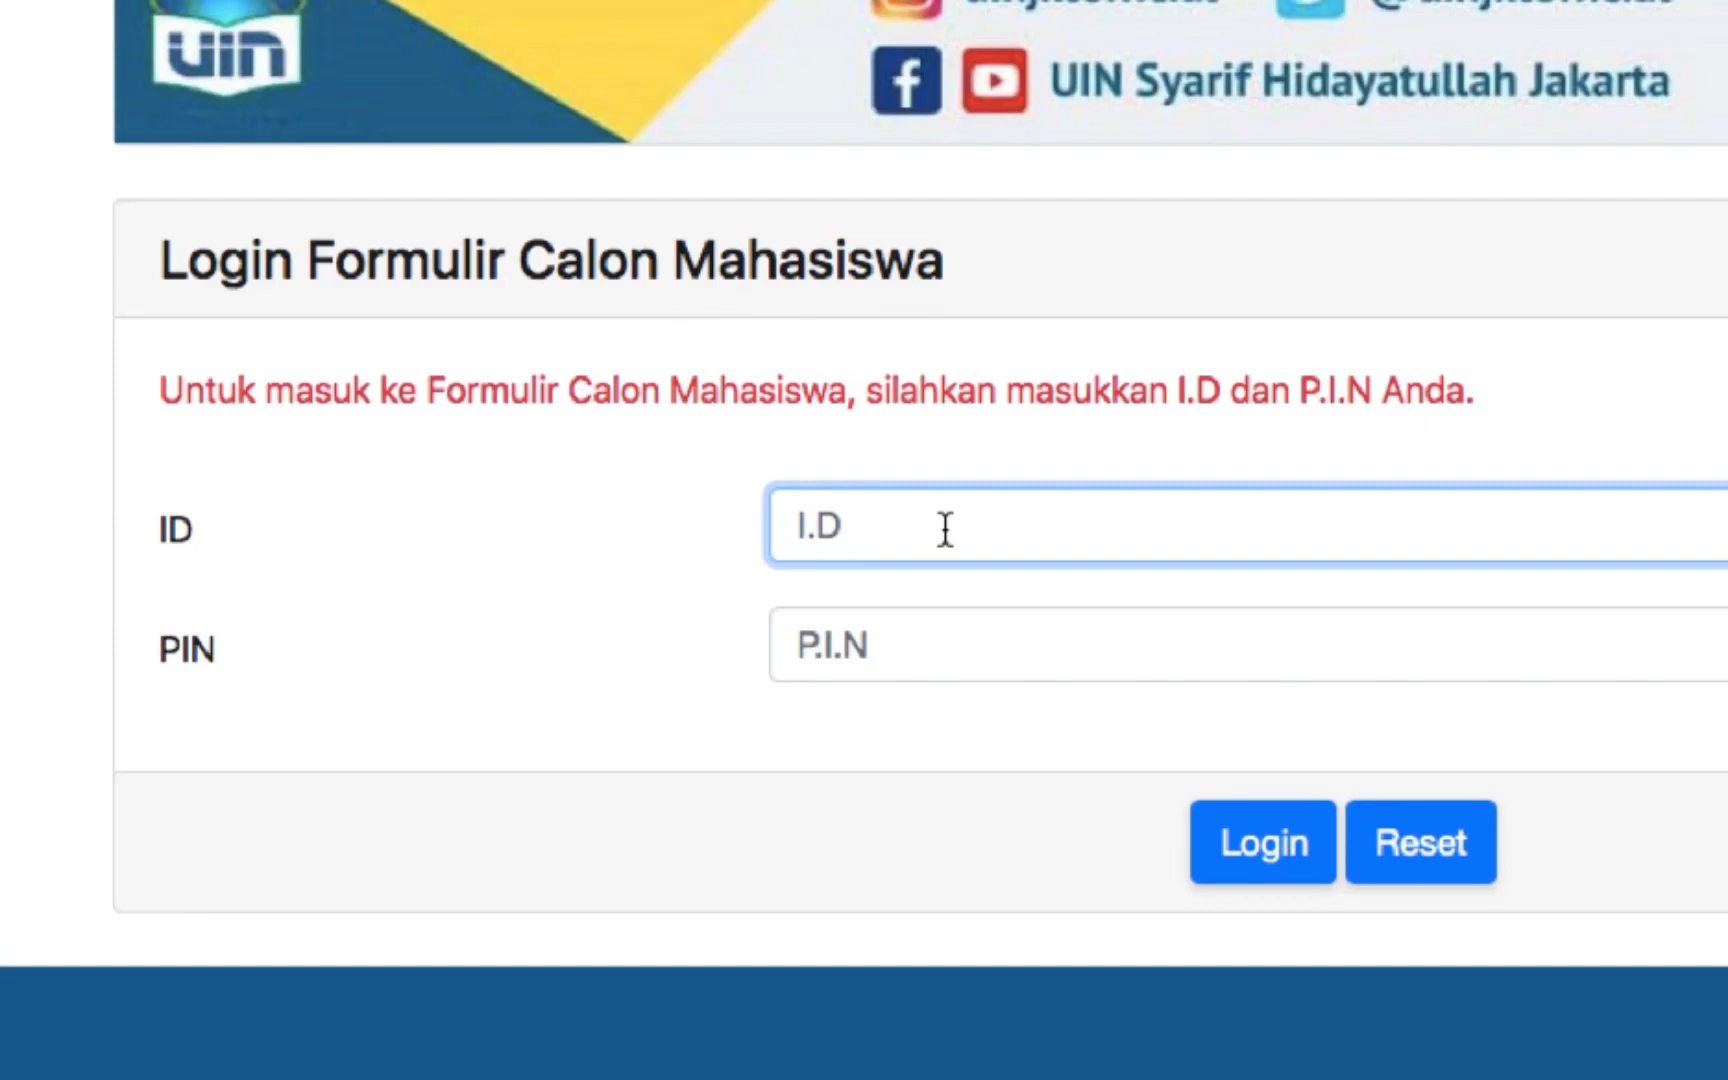 uin
UIN Syarif Hidayatullah Jakarta
Login Formulir Calon Mahasiswa
Untuk masuk ke Formulir Calon Mahasiswa, silahkan masukkan I.D dan P.I.N Anda.
ID
I.D
PIN
P.I.N
Login
Reset